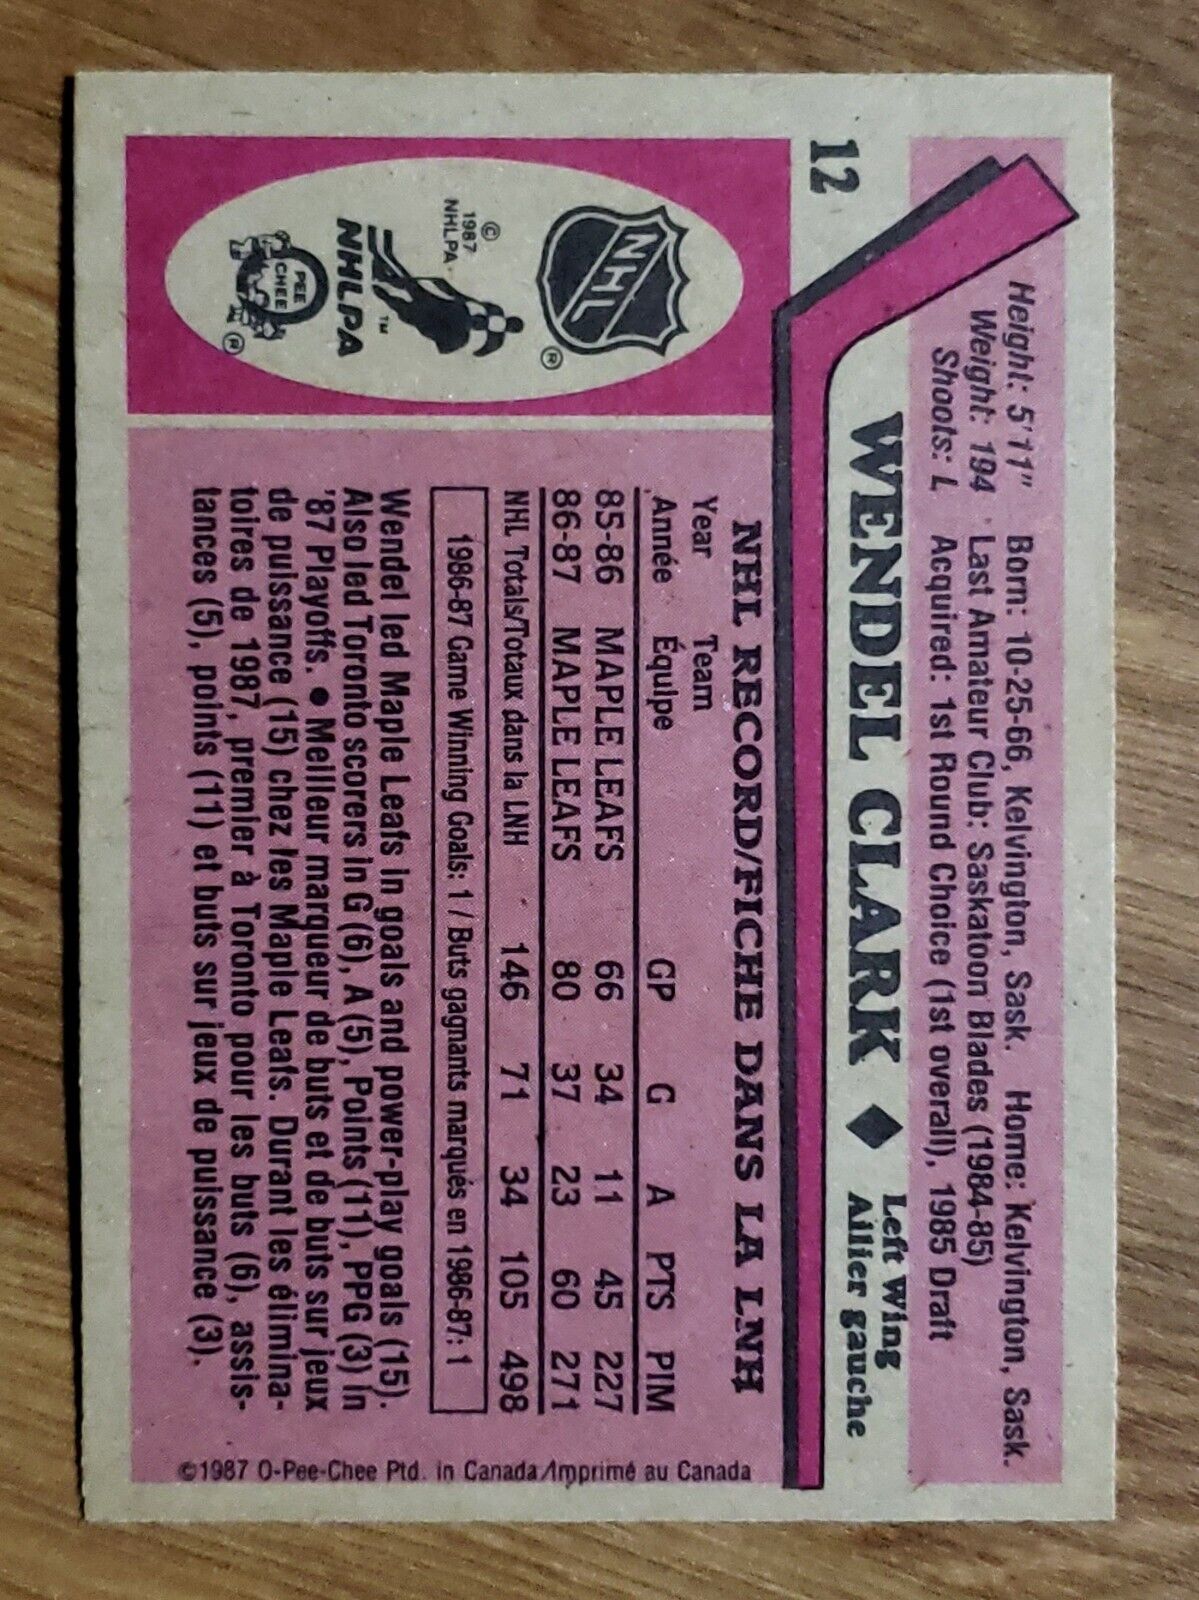 12
WENDEL CLARK ◆ Left Wing
Ailier gauche
Height: 5'11" Born: 10-25-66, Kelvington, Sask. Home: Kelvington, Sask.
Weight: 194 Last Amateur Club: Saskatoon Blades (1984-85)
Shoots: L Acquired: 1st Round Choice (1st overall), 1985 Draft
NHL
®
© 1987 NHLPA
™
NHLPA
O PEE CHEE
®
NHL RECORD/FICHE DANS LA LNH
Year Team
Année Équipe GP G A PTS PIM
85-86 MAPLE LEAFS 66 34 11 45 227
86-87 MAPLE LEAFS 80 37 23 60 271
NHL Totals/Totaux dans la LNH 146 71 34 105 498
1986-87 Game Winning Goals: 1 / Buts gagnants marqués en 1986-87: 1
Wendel led Maple Leafs in goals and power-play goals (15).
Also led Toronto scorers in G (6), A (5), Points (11), PPG (3) in
'87 Playoffs. ● Meilleur marqueur de buts et de buts sur jeux
de puissance (15) chez les Maple Leafs. Durant les élimina-
toires de 1987, premier à Toronto pour les buts (6), assis-
tances (5), points (11) et buts sur jeux de puissance (3).
©1987 O-Pee-Chee Ptd. in Canada/Imprimé au Canada